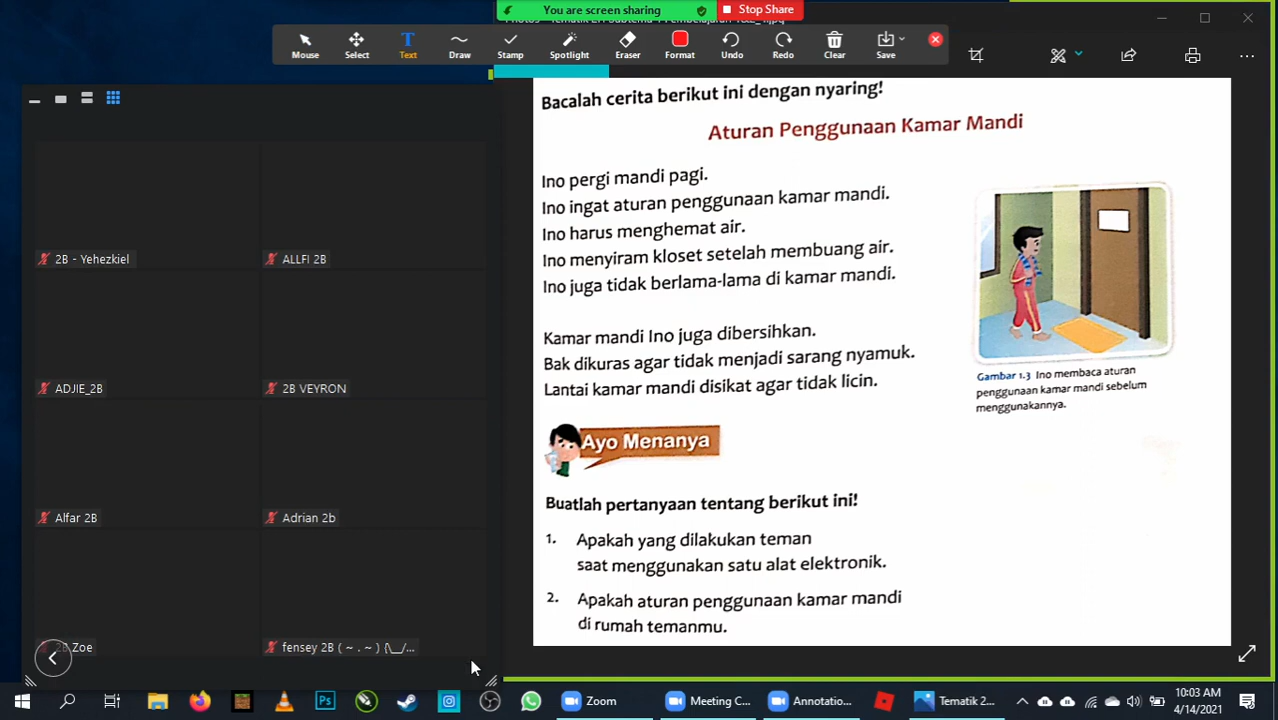 You are screen sharing
Stop Share
Mouse
Select
Text
Draw
Stamp
Spotlight
Eraser
Format
Undo
Redo
Clear
Save
2B - Yehezkiel
ALLFI 2B
ADJIE_2B
2B VEYRON
Alfar 2B
Adrian 2b
Zoe
fensey 2B ( ~ . ~ ) {\__/...
Bacalah cerita berikut ini dengan nyaring!
Aturan Penggunaan Kamar Mandi
Ino pergi mandi pagi.
Ino ingat aturan penggunaan kamar mandi.
Ino harus menghemat air.
Ino menyiram kloset setelah membuang air.
Ino juga tidak berlama-lama di kamar mandi.
Kamar mandi Ino juga dibersihkan.
Bak dikuras agar tidak menjadi sarang nyamuk.
Lantai kamar mandi disikat agar tidak licin.
Gambar 1.3 Ino membaca aturan
penggunaan kamar mandi sebelum
menggunakannya.
Ayo Menanya
Buatlah pertanyaan tentang berikut ini!
1. Apakah yang dilakukan teman
saat menggunakan satu alat elektronik.
2. Apakah aturan penggunaan kamar mandi
di rumah temanmu.
Ps
Zoom
Meeting C...
Annotatio...
Tematik 2...
10:03 AM
4/14/2021